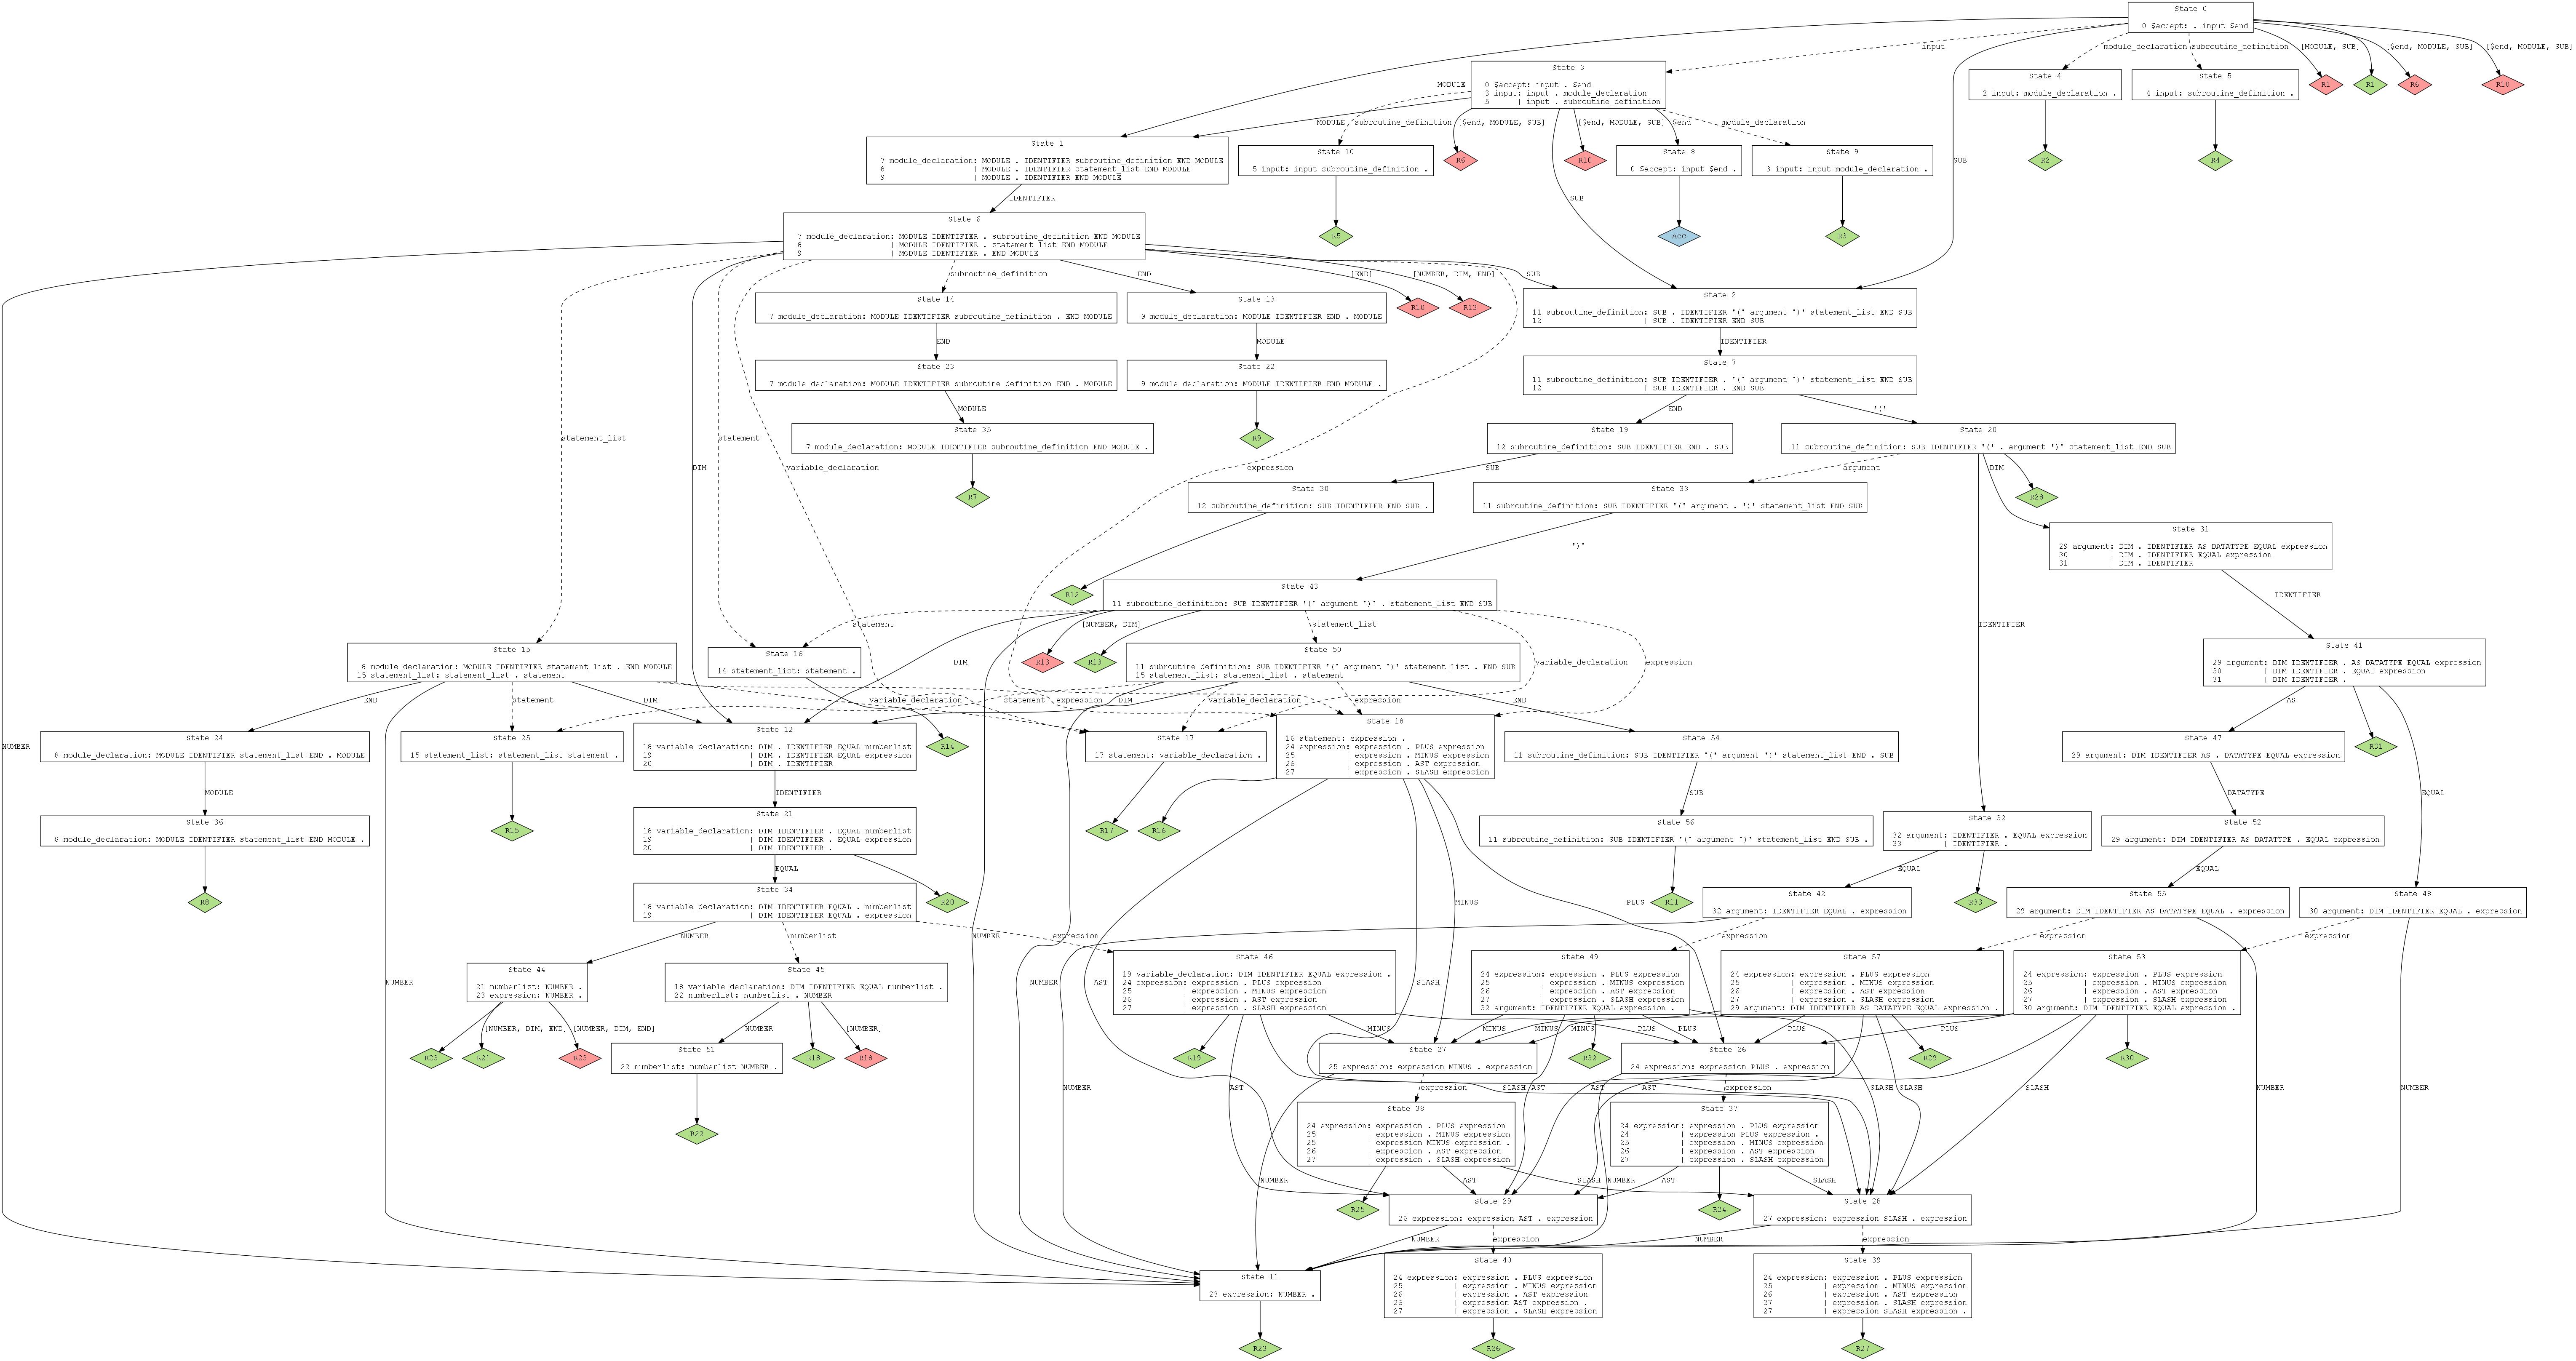 State 0
0 $accept: . input $end
input
module_declaration
subroutine_definition
[MODULE, SUB]
[$end, MODULE, SUB]
[$end, MODULE, SUB]
State 3
0 $accept: input . $end
3 input: input . module_declaration
5 | input . subroutine_definition
State 4
2 input: module_declaration .
State 5
4 input: subroutine_definition .
R1
R1
R6
R10
MODULE
MODULE
subroutine_definition
[$end, MODULE, SUB]
[$end, MODULE, SUB]
$end
module_declaration
State 1
7 module_declaration: MODULE . IDENTIFIER subroutine_definition END MODULE
8 | MODULE . IDENTIFIER statement_list END MODULE
9 | MODULE . IDENTIFIER END MODULE
State 10
5 input: input subroutine_definition .
R6
R10
State 8
0 $accept: input $end .
State 9
3 input: input module_declaration .
R2
R4
SUB
IDENTIFIER
SUB
State 6
7 module_declaration: MODULE IDENTIFIER . subroutine_definition END MODULE
8 | MODULE IDENTIFIER . statement_list END MODULE
9 | MODULE IDENTIFIER . END MODULE
R5
Acc
R3
subroutine_definition
END
[END]
[NUMBER, DIM, END]
SUB
State 14
7 module_declaration: MODULE IDENTIFIER subroutine_definition . END MODULE
State 13
9 module_declaration: MODULE IDENTIFIER END . MODULE
R10
R13
State 2
11 subroutine_definition: SUB . IDENTIFIER '(' argument ')' statement_list END SUB
12 | SUB . IDENTIFIER END SUB
END
MODULE
IDENTIFIER
State 23
7 module_declaration: MODULE IDENTIFIER subroutine_definition END . MODULE
State 22
9 module_declaration: MODULE IDENTIFIER END MODULE .
State 7
11 subroutine_definition: SUB IDENTIFIER . '(' argument ')' statement_list END SUB
12 | SUB IDENTIFIER . END SUB
MODULE
END
'('
statement_list
statement
State 35
7 module_declaration: MODULE IDENTIFIER subroutine_definition END MODULE .
R9
State 19
12 subroutine_definition: SUB IDENTIFIER END . SUB
State 20
11 subroutine_definition: SUB IDENTIFIER '(' . argument ')' statement_list END SUB
DIM
variable_declaration
expression
SUB
argument
DIM
R7
State 30
12 subroutine_definition: SUB IDENTIFIER END SUB .
State 33
11 subroutine_definition: SUB IDENTIFIER '(' argument . ')' statement_list END SUB
R28
State 31
29 argument: DIM . IDENTIFIER AS DATATYPE EQUAL expression
30 | DIM . IDENTIFIER EQUAL expression
31 | DIM . IDENTIFIER
')'
R12
State 43
11 subroutine_definition: SUB IDENTIFIER '(' argument ')' . statement_list END SUB
IDENTIFIER
IDENTIFIER
statement
[NUMBER, DIM]
statement_list
State 15
8 module_declaration: MODULE IDENTIFIER statement_list . END MODULE
15 statement_list: statement_list . statement
State 16
14 statement_list: statement .
DIM
R13
R13
State 50
11 subroutine_definition: SUB IDENTIFIER '(' argument ')' statement_list . END SUB
15 statement_list: statement_list . statement
variable_declaration
expression
State 41
29 argument: DIM IDENTIFIER . AS DATATYPE EQUAL expression
30 | DIM IDENTIFIER . EQUAL expression
31 | DIM IDENTIFIER .
END
statement
DIM
variable_declaration
statement
expression
DIM
variable_declaration
expression
END
AS
NUMBER
State 24
8 module_declaration: MODULE IDENTIFIER statement_list END . MODULE
State 25
15 statement_list: statement_list statement .
State 12
18 variable_declaration: DIM . IDENTIFIER EQUAL numberlist
19 | DIM . IDENTIFIER EQUAL expression
20 | DIM . IDENTIFIER
R14
State 17
17 statement: variable_declaration .
State 18
16 statement: expression .
24 expression: expression . PLUS expression
25 | expression . MINUS expression
26 | expression . AST expression
27 | expression . SLASH expression
State 54
11 subroutine_definition: SUB IDENTIFIER '(' argument ')' statement_list END . SUB
State 47
29 argument: DIM IDENTIFIER AS . DATATYPE EQUAL expression
R31
MODULE
IDENTIFIER
SUB
DATATYPE
EQUAL
State 36
8 module_declaration: MODULE IDENTIFIER statement_list END MODULE .
R15
State 21
18 variable_declaration: DIM IDENTIFIER . EQUAL numberlist
19 | DIM IDENTIFIER . EQUAL expression
20 | DIM IDENTIFIER .
R17
R16
State 56
11 subroutine_definition: SUB IDENTIFIER '(' argument ')' statement_list END SUB .
State 32
32 argument: IDENTIFIER . EQUAL expression
33 | IDENTIFIER .
State 52
29 argument: DIM IDENTIFIER AS DATATYPE . EQUAL expression
EQUAL
EQUAL
EQUAL
R8
State 34
18 variable_declaration: DIM IDENTIFIER EQUAL . numberlist
19 | DIM IDENTIFIER EQUAL . expression
R20
MINUS
PLUS
R11
State 42
32 argument: IDENTIFIER EQUAL . expression
R33
State 55
29 argument: DIM IDENTIFIER AS DATATYPE EQUAL . expression
State 48
30 argument: DIM IDENTIFIER EQUAL . expression
NUMBER
numberlist
NUMBER
expression
expression
expression
expression
State 44
21 numberlist: NUMBER .
23 expression: NUMBER .
State 45
18 variable_declaration: DIM IDENTIFIER EQUAL numberlist .
22 numberlist: numberlist . NUMBER
State 46
19 variable_declaration: DIM IDENTIFIER EQUAL expression .
24 expression: expression . PLUS expression
25 | expression . MINUS expression
26 | expression . AST expression
27 | expression . SLASH expression
State 49
24 expression: expression . PLUS expression
25 | expression . MINUS expression
26 | expression . AST expression
27 | expression . SLASH expression
32 argument: IDENTIFIER EQUAL expression .
State 57
24 expression: expression . PLUS expression
25 | expression . MINUS expression
26 | expression . AST expression
27 | expression . SLASH expression
29 argument: DIM IDENTIFIER AS DATATYPE EQUAL expression .
State 53
24 expression: expression . PLUS expression
25 | expression . MINUS expression
26 | expression . AST expression
27 | expression . SLASH expression
30 argument: DIM IDENTIFIER EQUAL expression .
NUMBER
NUMBER
AST
SLASH
[NUMBER, DIM, END]
[NUMBER, DIM, END]
NUMBER
[NUMBER]
MINUS
MINUS
MINUS
MINUS
PLUS
PLUS
PLUS
PLUS
R23
R21
R23
State 51
22 numberlist: numberlist NUMBER .
R18
R18
R19
State 27
25 expression: expression MINUS . expression
R32
State 26
24 expression: expression PLUS . expression
R29
R30
NUMBER
AST
expression
SLASH
AST
AST
AST
expression
SLASH
SLASH
SLASH
NUMBER
NUMBER
R22
State 38
24 expression: expression . PLUS expression
25 | expression . MINUS expression
25 | expression MINUS expression .
26 | expression . AST expression
27 | expression . SLASH expression
State 37
24 expression: expression . PLUS expression
24 | expression PLUS expression .
25 | expression . MINUS expression
26 | expression . AST expression
27 | expression . SLASH expression
NUMBER
AST
SLASH
NUMBER
AST
SLASH
R25
State 29
26 expression: expression AST . expression
R24
State 28
27 expression: expression SLASH . expression
NUMBER
expression
NUMBER
expression
State 11
23 expression: NUMBER .
State 40
24 expression: expression . PLUS expression
25 | expression . MINUS expression
26 | expression . AST expression
26 | expression AST expression .
27 | expression . SLASH expression
State 39
24 expression: expression . PLUS expression
25 | expression . MINUS expression
26 | expression . AST expression
27 | expression . SLASH expression
27 | expression SLASH expression .
R23
R26
R27